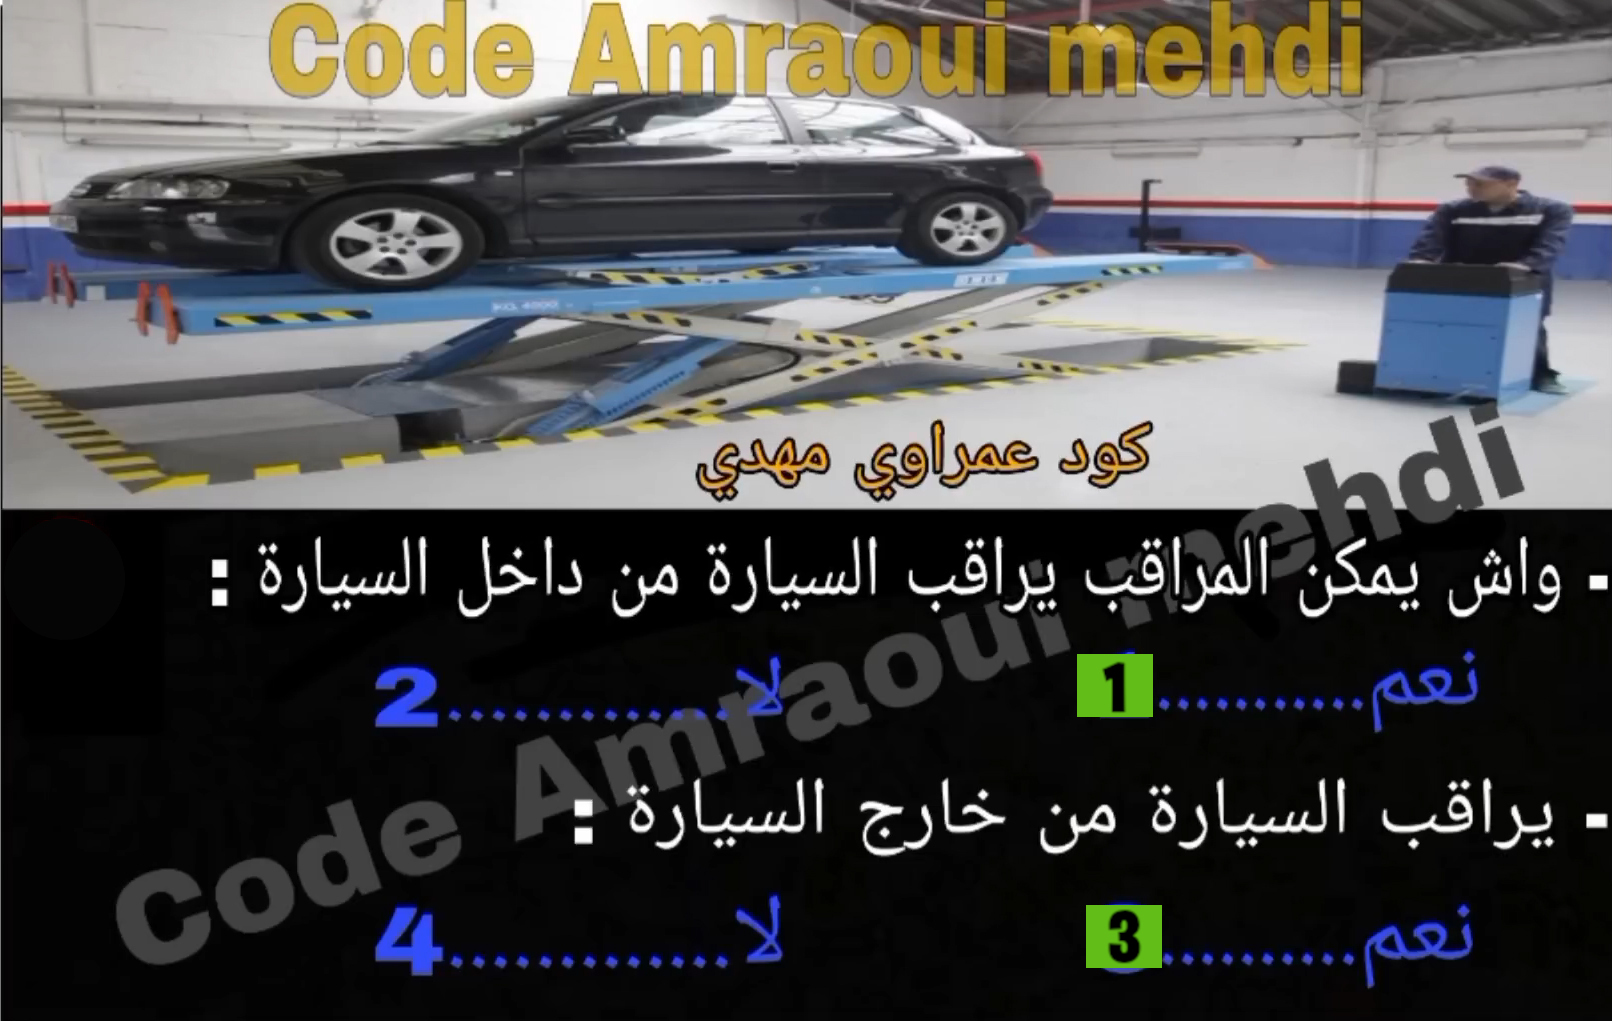 Code Amraoui mehdi
كود عمراوي مهدي
- واش يمكن المراقب يراقب السيارة من داخل السيارة :
نعم...........1 لا.............2
- يراقب السيارة من خارج السيارة :
نعم..........3 لا.............4
Code Amraoui mehdi